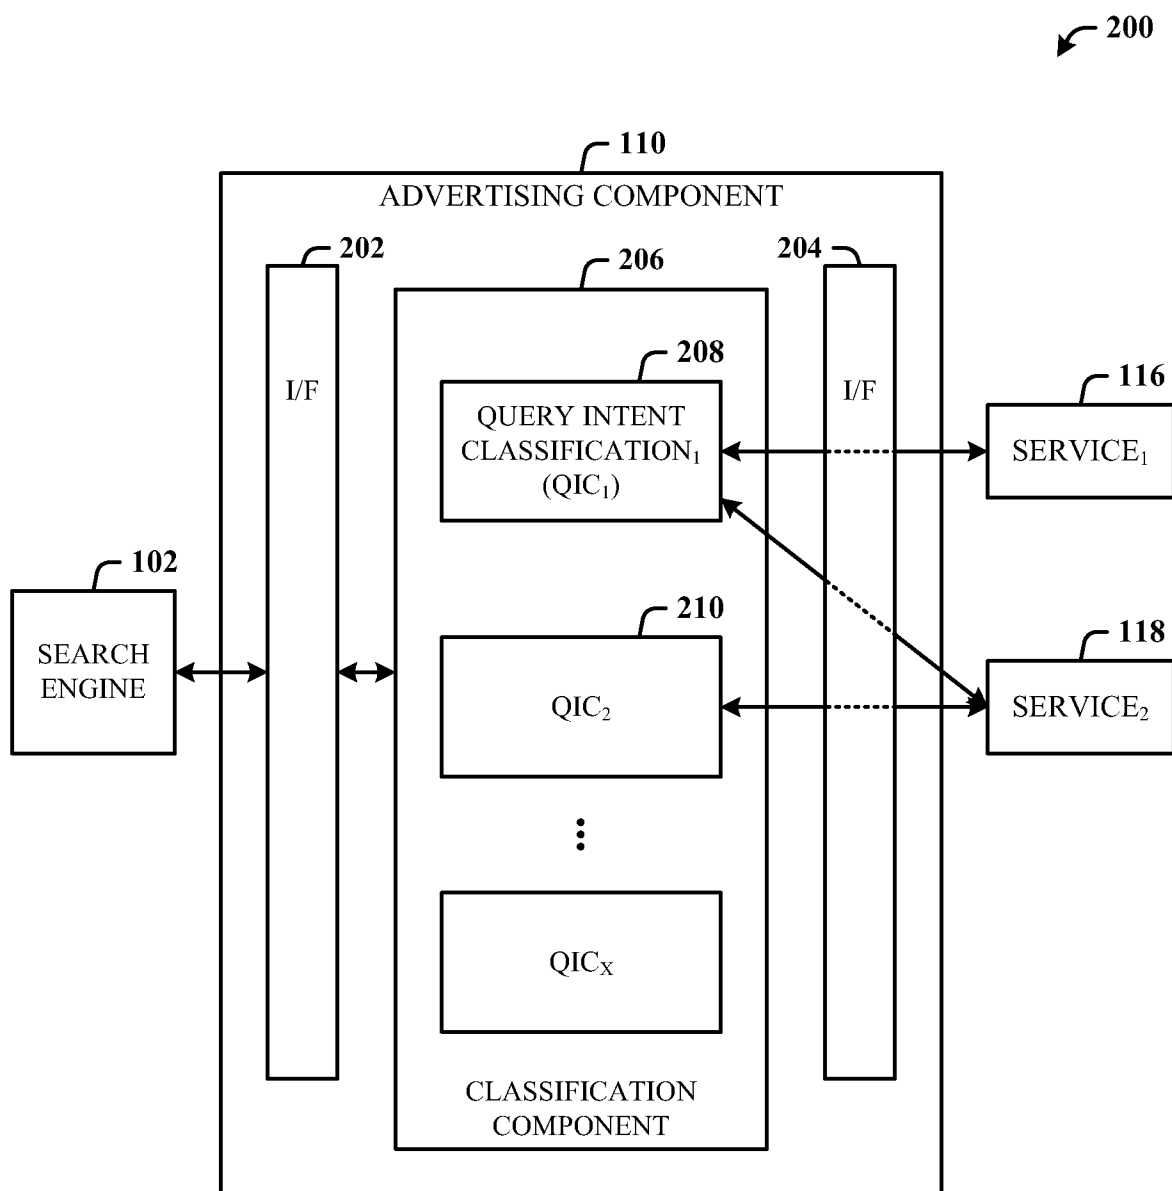 200
110
ADVERTISING COMPONENT
202
206
204
208
116
I/F
QUERY INTENT
CLASSIFICATION₁
(QIC₁)
I/F
SERVICE₁
102
210
118
SEARCH
ENGINE
QIC₂
SERVICE₂
QICₓ
CLASSIFICATION
COMPONENT